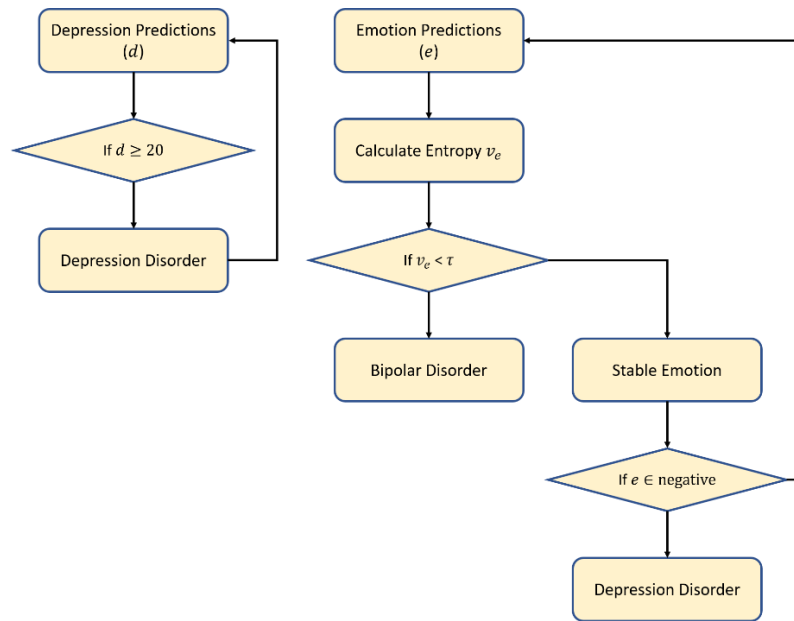 Depression Predictions
(d)
If d ≥ 20
Depression Disorder
Emotion Predictions
(e)
Calculate Entropy vₑ
If vₑ < τ
Bipolar Disorder
Stable Emotion
If e ∈ negative
Depression Disorder